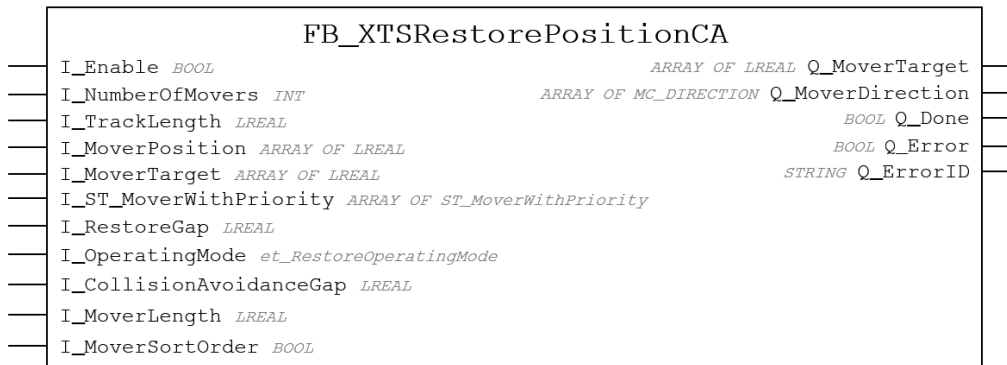 FB_XTSRestorePositionCA
I_Enable BOOL ARRAY OF LREAL Q_MoverTarget
I_NumberOfMovers INT ARRAY OF MC_DIRECTION Q_MoverDirection
I_TrackLength LREAL BOOL Q_Done
I_MoverPosition ARRAY OF LREAL BOOL Q_Error
I_MoverTarget ARRAY OF LREAL STRING Q_ErrorID
I_ST_MoverWithPriority ARRAY OF ST_MoverWithPriority
I_RestoreGap LREAL
I_OperatingMode et_RestoreOperatingMode
I_CollisionAvoidanceGap LREAL
I_MoverLength LREAL
I_MoverSortOrder BOOL